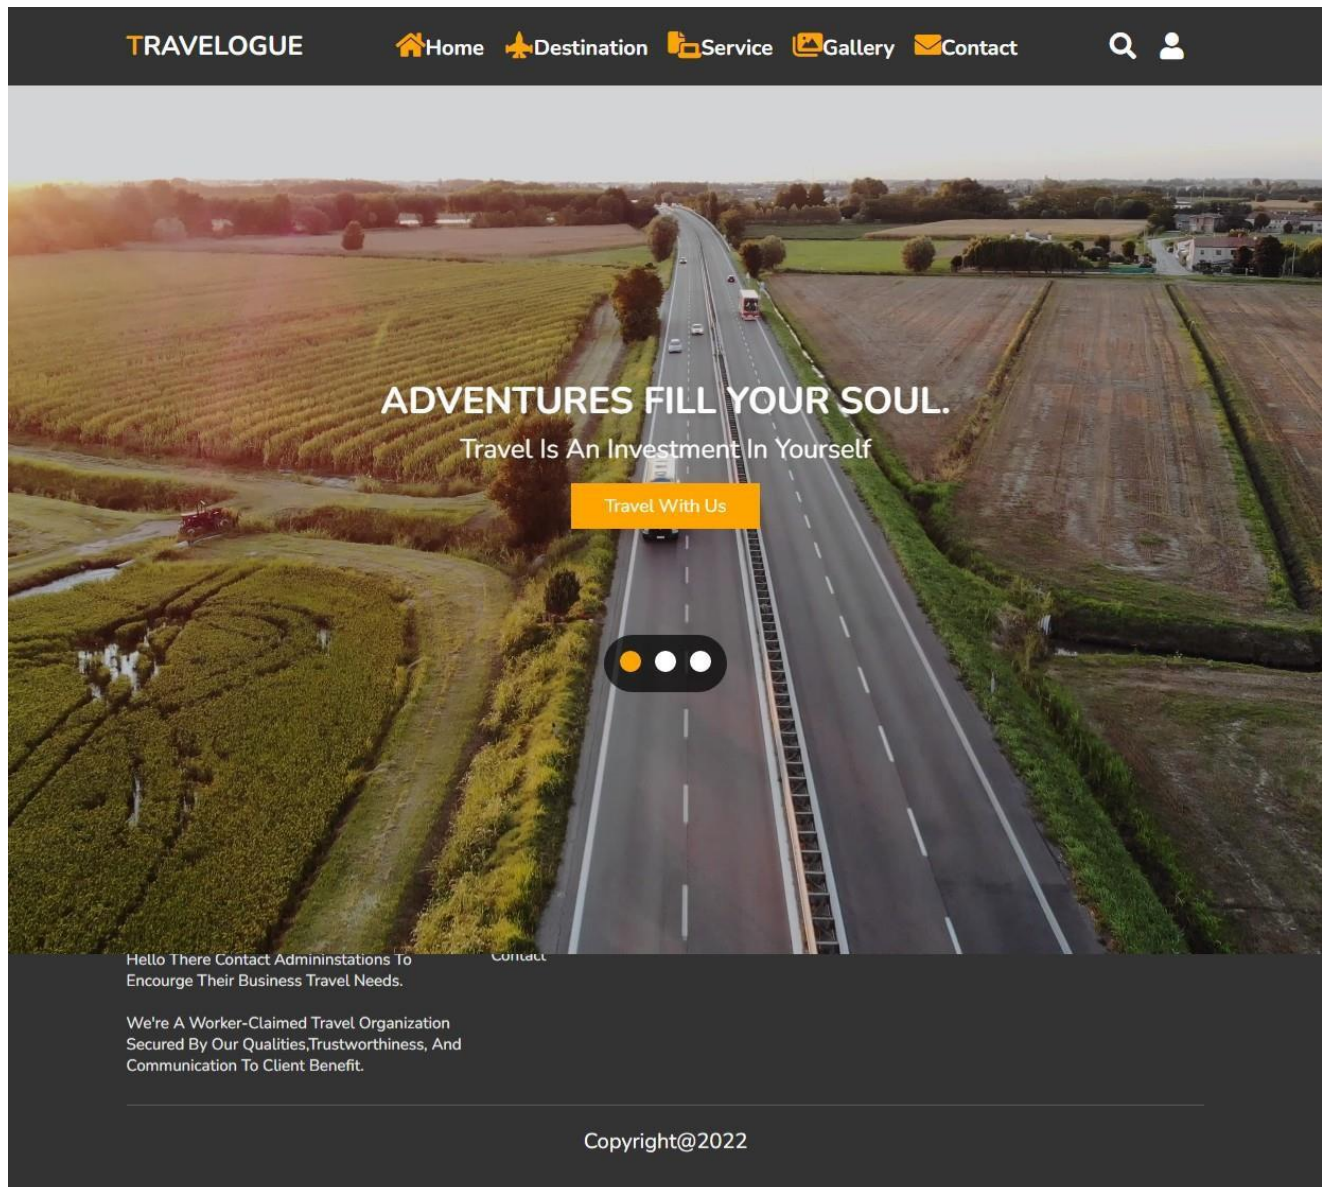 TRAVELOGUE
Home Destination Service Gallery Contact
ADVENTURES FILL YOUR SOUL.
Travel Is An Investment In Yourself
Travel With Us
Hello There Contact Admininstations To
Encourge Their Business Travel Needs.
Contact
We're A Worker-Claimed Travel Organization
Secured By Our Qualities,Trustworthiness, And
Communication To Client Benefit.
Copyright@2022